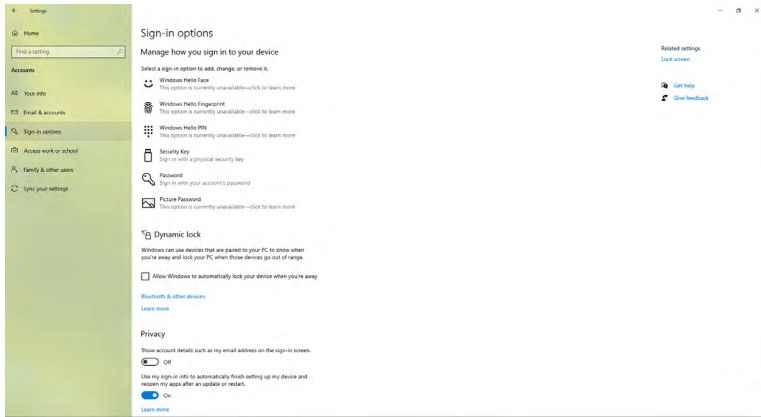 Settings
Home
Find a setting
Accounts
Your info
Email & accounts
Sign-in options
Access work or school
Family & other users
Sync your settings
Sign-in options
Manage how you sign in to your device
Select a sign-in option to add, change, or remove it.
Windows Hello Face
This option is currently unavailable—click to learn more
Windows Hello Fingerprint
This option is currently unavailable—click to learn more
Windows Hello PIN
This option is currently unavailable—click to learn more
Security Key
Sign in with a physical security key
Password
Sign in with your account's password
Picture Password
This option is currently unavailable—click to learn more
Dynamic lock
Windows can use devices that are paired to your PC to know when
you're away and lock your PC when those devices go out of range.
Allow Windows to automatically lock your device when you're away
Bluetooth & other devices
Learn more
Privacy
Show account details such as my email address on the sign-in screen.
Off
Use my sign-in info to automatically finish setting up my device and
reopen my apps after an update or restart.
On
Learn more
Related settings
Lock screen
Get help
Give feedback